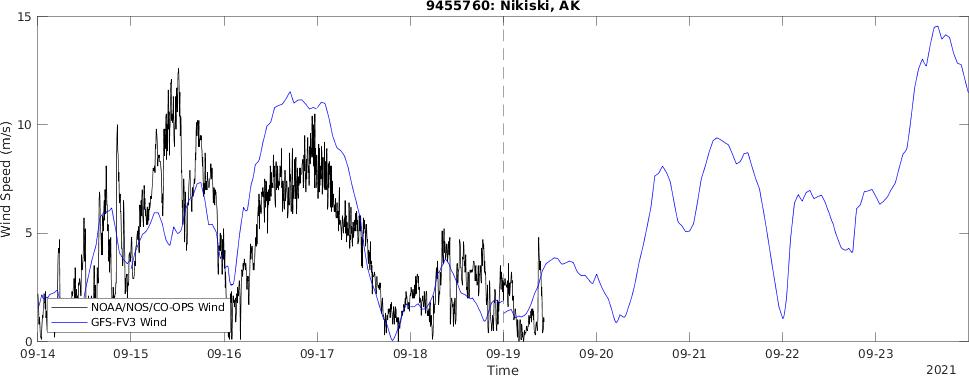 9455760: Nikiski, AK
15
10
5
0
Wind Speed (m/s)
NOAA/NOS/CO-OPS Wind
GFS-FV3 Wind
09-14 09-15 09-16 09-17 09-18 09-19 09-20 09-21 09-22 09-23
Time
2021